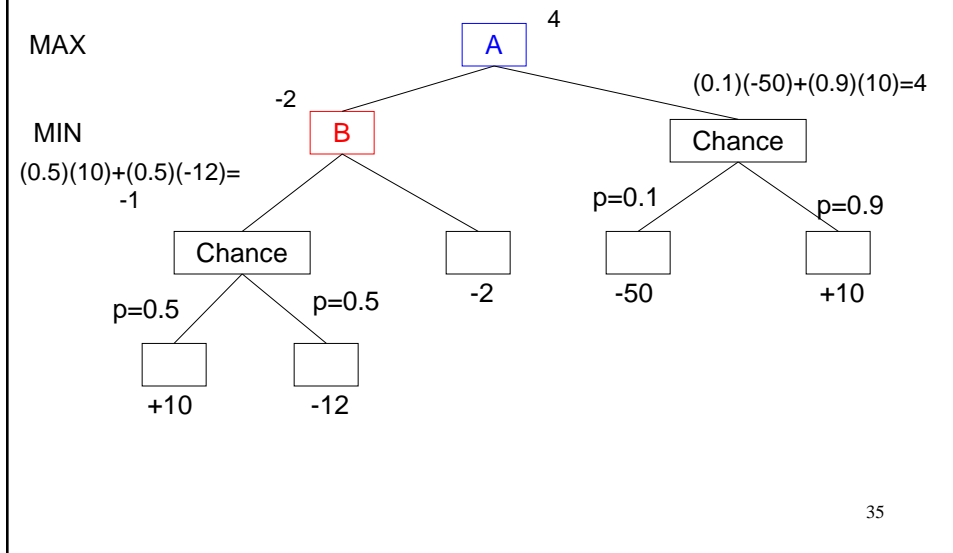 4
MAX
A
(0.1)(-50)+(0.9)(10)=4
-2
MIN
B
Chance
(0.5)(10)+(0.5)(-12)=
-1
p=0.1
p=0.9
Chance
-2
-50
+10
p=0.5
p=0.5
+10
-12
35